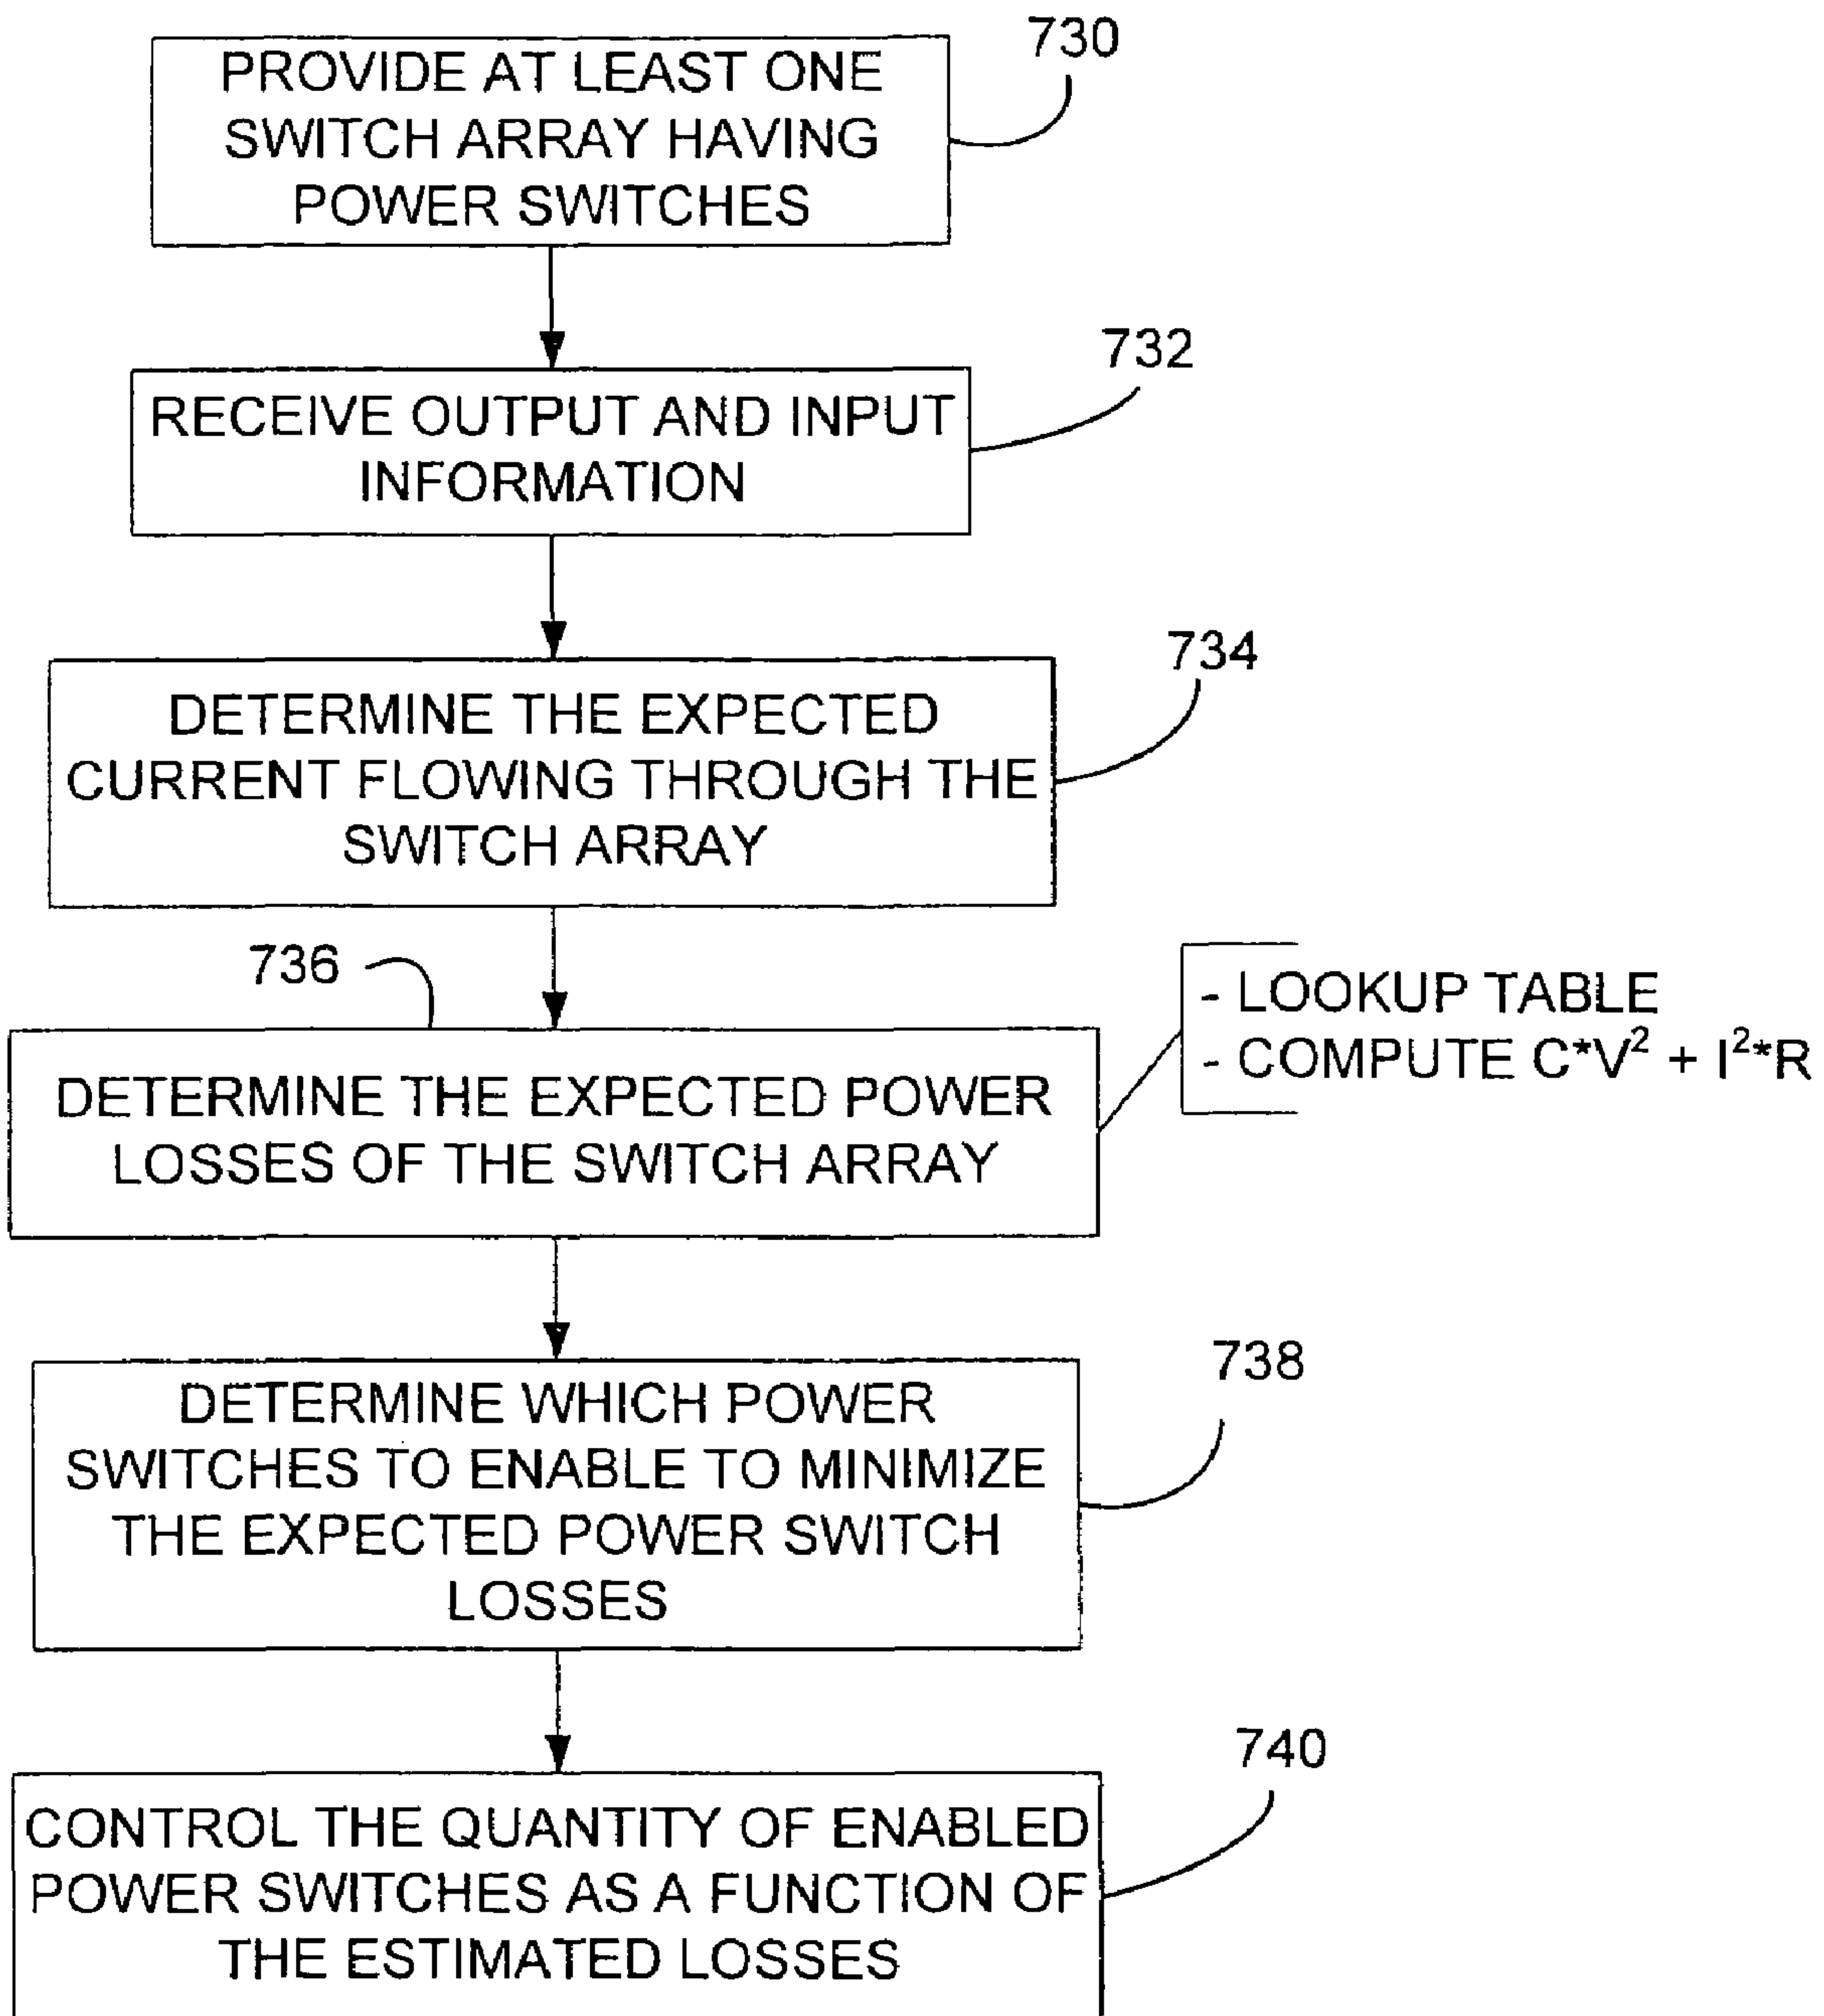 730
PROVIDE AT LEAST ONE
SWITCH ARRAY HAVING
POWER SWITCHES
732
RECEIVE OUTPUT AND INPUT
INFORMATION
734
DETERMINE THE EXPECTED
CURRENT FLOWING THROUGH THE
SWITCH ARRAY
736
DETERMINE THE EXPECTED POWER
LOSSES OF THE SWITCH ARRAY
- LOOKUP TABLE
- COMPUTE C*V² + I²*R
738
DETERMINE WHICH POWER
SWITCHES TO ENABLE TO MINIMIZE
THE EXPECTED POWER SWITCH
LOSSES
740
CONTROL THE QUANTITY OF ENABLED
POWER SWITCHES AS A FUNCTION OF
THE ESTIMATED LOSSES